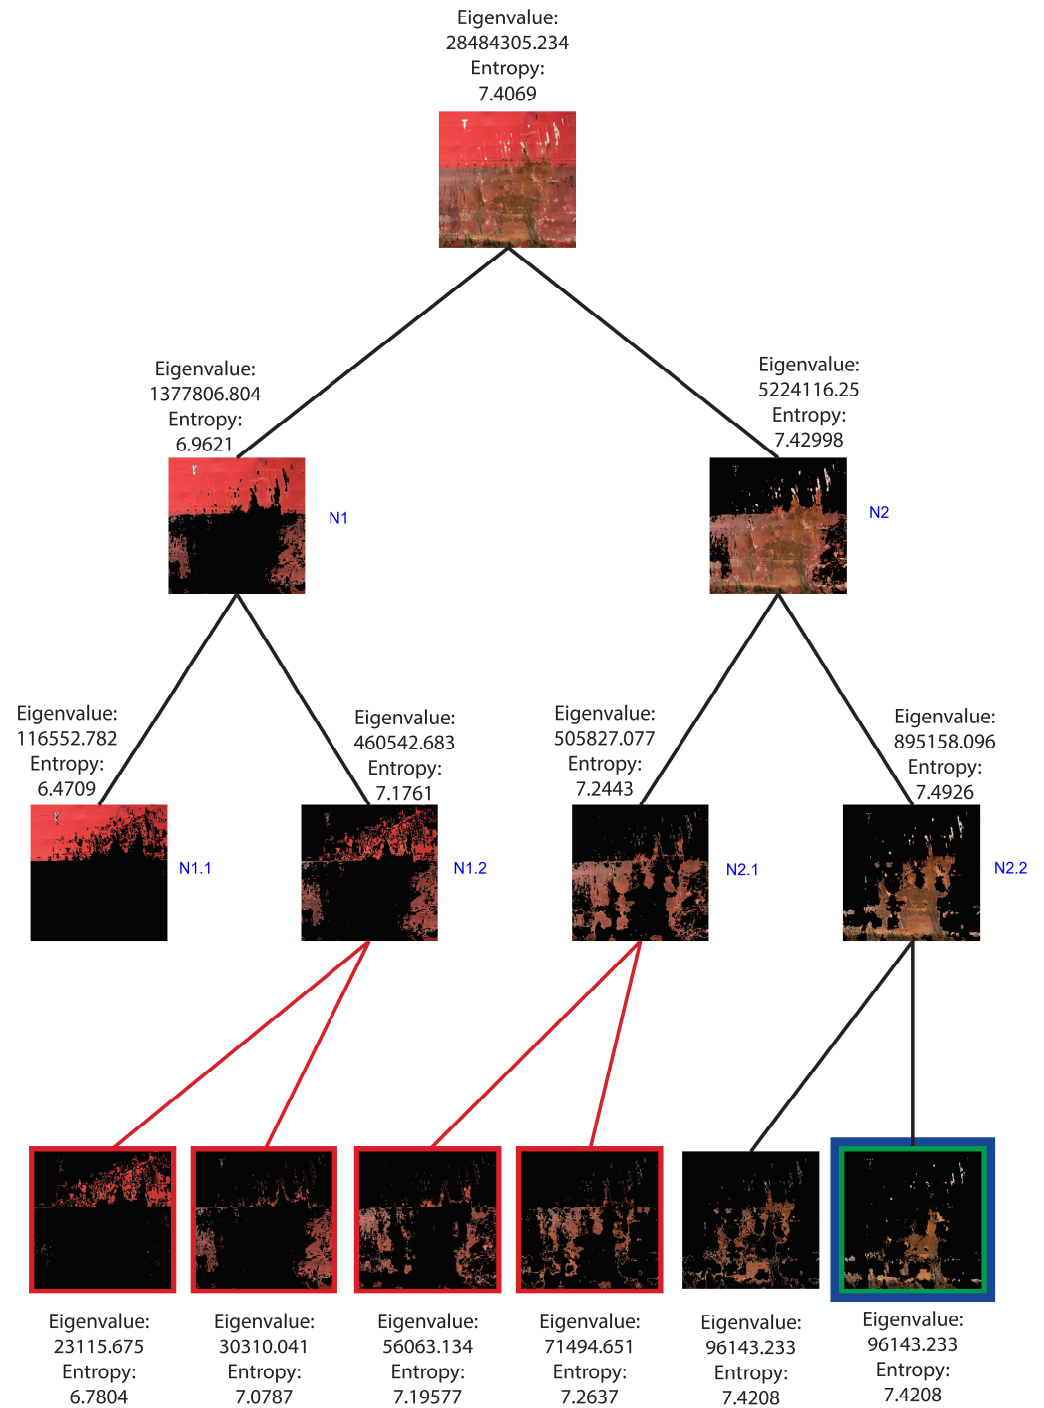 Eigenvalue:
28484305.234
Entropy:
7.4069
Eigenvalue:
1377806.804
Entropy:
6.9621
N1
Eigenvalue:
5224116.25
Entropy:
7.42998
N2
Eigenvalue:
116552.782
Entropy:
6.4709
N1.1
Eigenvalue:
460542.683
Entropy:
7.1761
N1.2
Eigenvalue:
505827.077
Entropy:
7.2443
N2.1
Eigenvalue:
895158.096
Entropy:
7.4926
N2.2
Eigenvalue:
23115.675
Entropy:
6.7804
Eigenvalue:
30310.041
Entropy:
7.0787
Eigenvalue:
56063.134
Entropy:
7.19577
Eigenvalue:
71494.651
Entropy:
7.2637
Eigenvalue:
96143.233
Entropy:
7.4208
Eigenvalue:
96143.233
Entropy:
7.4208